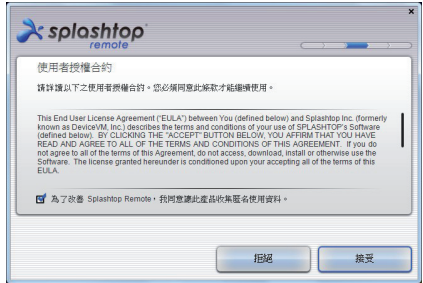 splashtop
remote
使用者授權合約
請詳讀以下之使用者授權合約。您必須同意此條款才能繼續使用。
This End User License Agreement ("EULA") between You (defined below) and Splashtop Inc. (formerly
known as DeviceVM, Inc.) describes the terms and conditions of your use of SPLASHTOP's Software
(defined below). BY CLICKING THE "ACCEPT" BUTTON BELOW, YOU AFFIRM THAT YOU HAVE
READ AND AGREE TO ALL OF THE TERMS AND CONDITIONS OF THIS AGREEMENT. If you do
not agree to all of the terms of this Agreement, do not access, download, install or otherwise use the
Software. The license granted hereunder is conditioned upon your accepting all of the terms of this
EULA.
為了改善 Splashtop Remote，我同意讓此產品收集匿名使用資料。
拒絕
接受